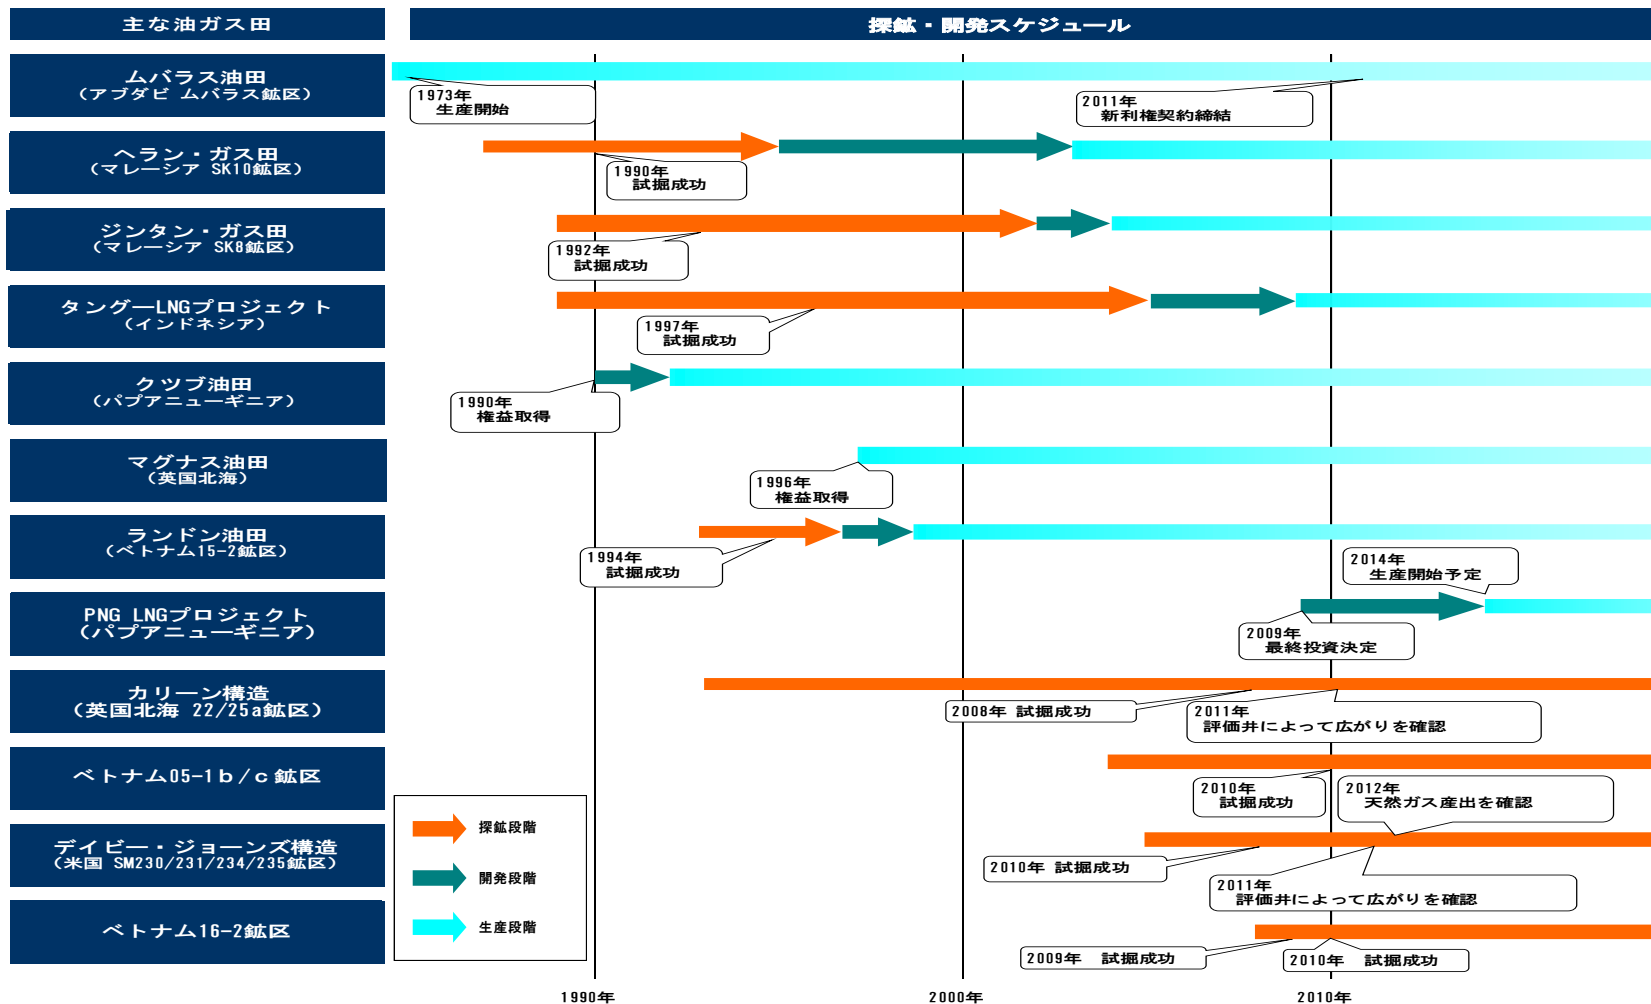 主な油ガス田
探鉱・開発スケジュール
ムバラス油田
(アブダビ ムバラス鉱区)
1973年
生産開始
2011年
新利権契約締結
ヘラン・ガス田
(マレーシア SK10鉱区)
1990年
試掘成功
ジンタン・ガス田
(マレーシア SK8鉱区)
1992年
試掘成功
タングーLNGプロジェクト
(インドネシア)
1997年
試掘成功
クツブ油田
(パプアニューギニア)
1990年
権益取得
マグナス油田
(英国北海)
1996年
権益取得
ランドン油田
(ベトナム15-2鉱区)
1994年
試掘成功
2014年
生産開始予定
PNG LNGプロジェクト
(パプアニューギニア)
2009年
最終投資決定
カリーン構造
(英国北海 22/25a鉱区)
2008年 試掘成功
2011年
評価井によって広がりを確認
ベトナム05-1b/c鉱区
2010年
試掘成功
2012年
天然ガス産出を確認
デイビー・ジョーンズ構造
(米国 SM230/231/234/235鉱区)
2010年 試掘成功
2011年
評価井によって広がりを確認
ベトナム16-2鉱区
2009年 試掘成功
2010年 試掘成功
探鉱段階
開発段階
生産段階
1990年
2000年
2010年